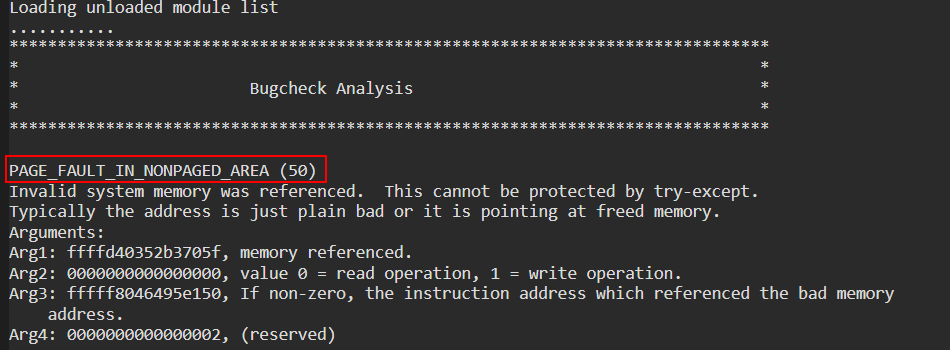 Loading unloaded module list
...........
*******************************************************************************
*                                                                             *
*                        Bugcheck Analysis                                    *
*                                                                             *
*******************************************************************************
PAGE_FAULT_IN_NONPAGED_AREA (50)
Invalid system memory was referenced.  This cannot be protected by try-except.
Typically the address is just plain bad or it is pointing at freed memory.
Arguments:
Arg1: ffffd40352b3705f, memory referenced.
Arg2: 0000000000000000, value 0 = read operation, 1 = write operation.
Arg3: fffff8046495e150, If non-zero, the instruction address which referenced the bad memory
    address.
Arg4: 0000000000000002, (reserved)